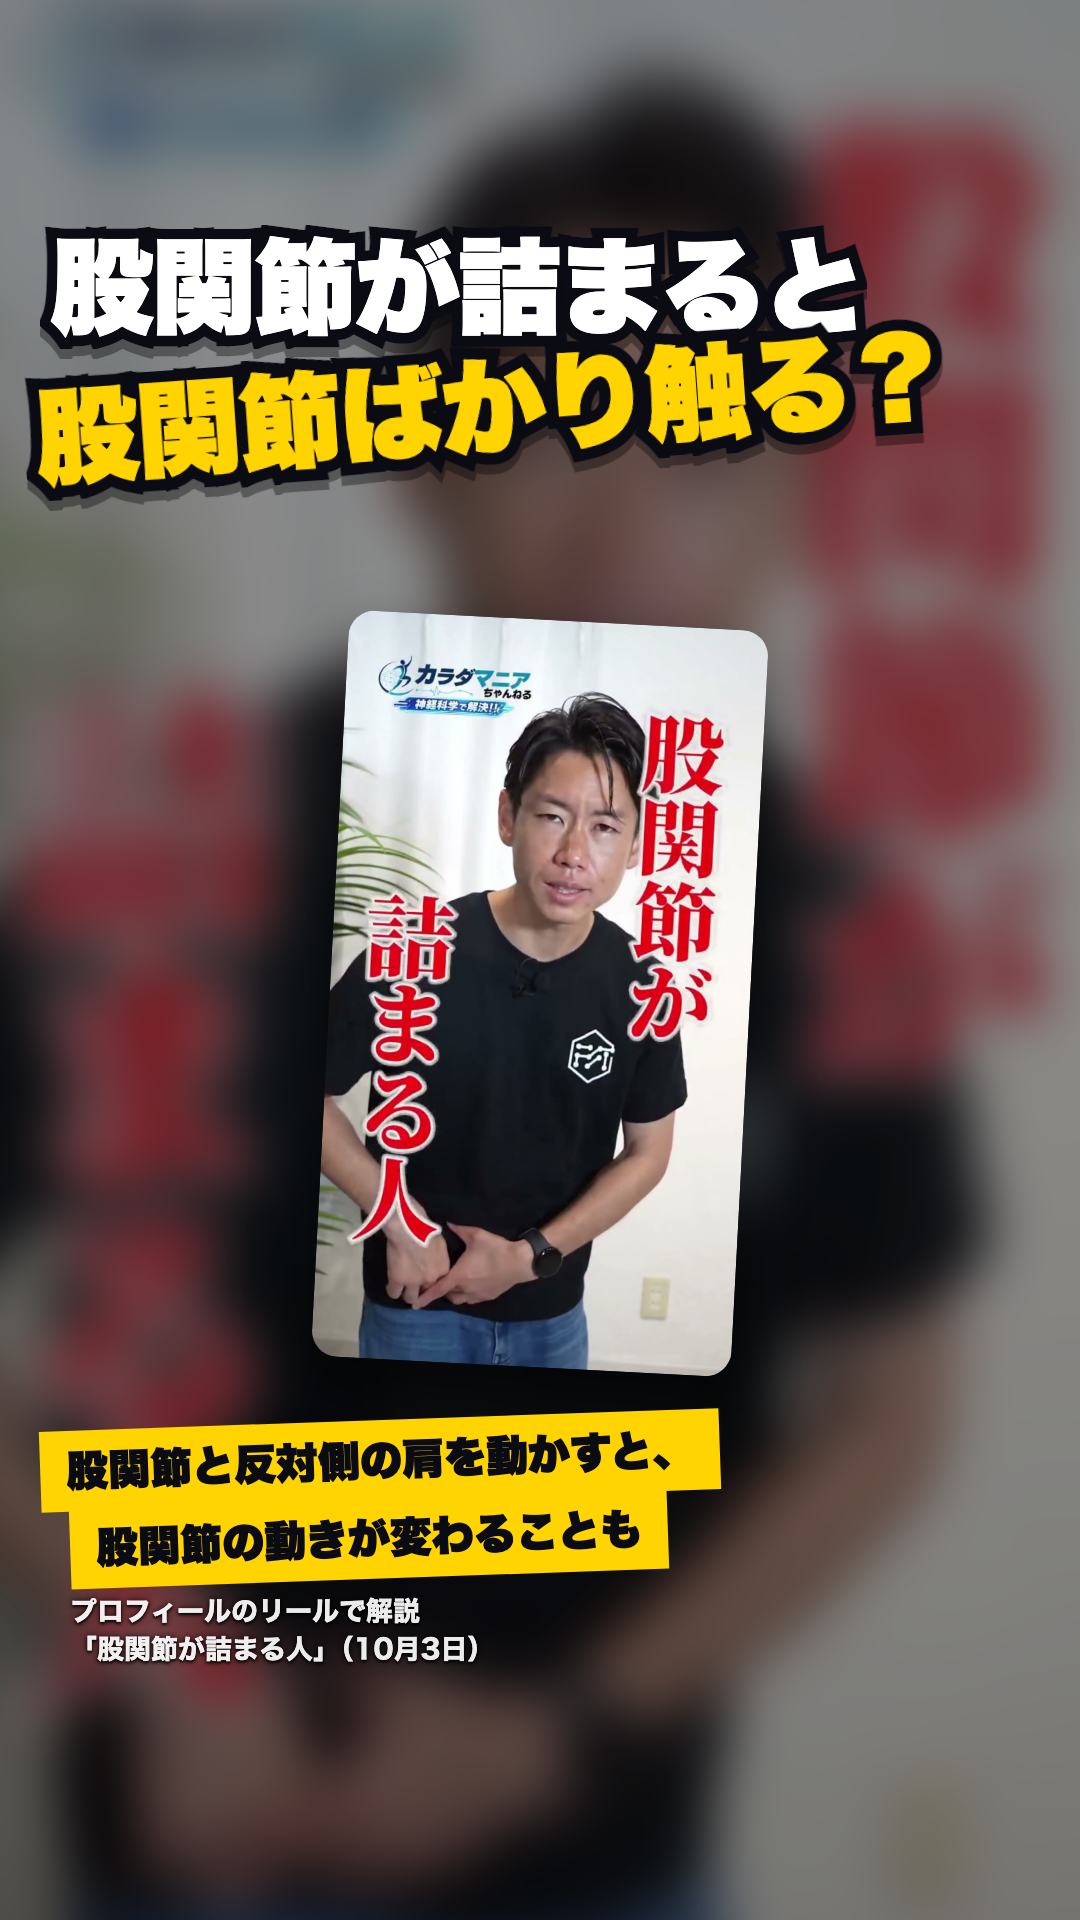 股関節が詰まると
股関節ばかり触る？
カラダマニア
ちゃんねる
神経科学で解決!!
股関節が
詰まる人
股関節と反対側の肩を動かすと、
股関節の動きが変わることも
プロフィールのリールで解説
「股関節が詰まる人」（10月3日）